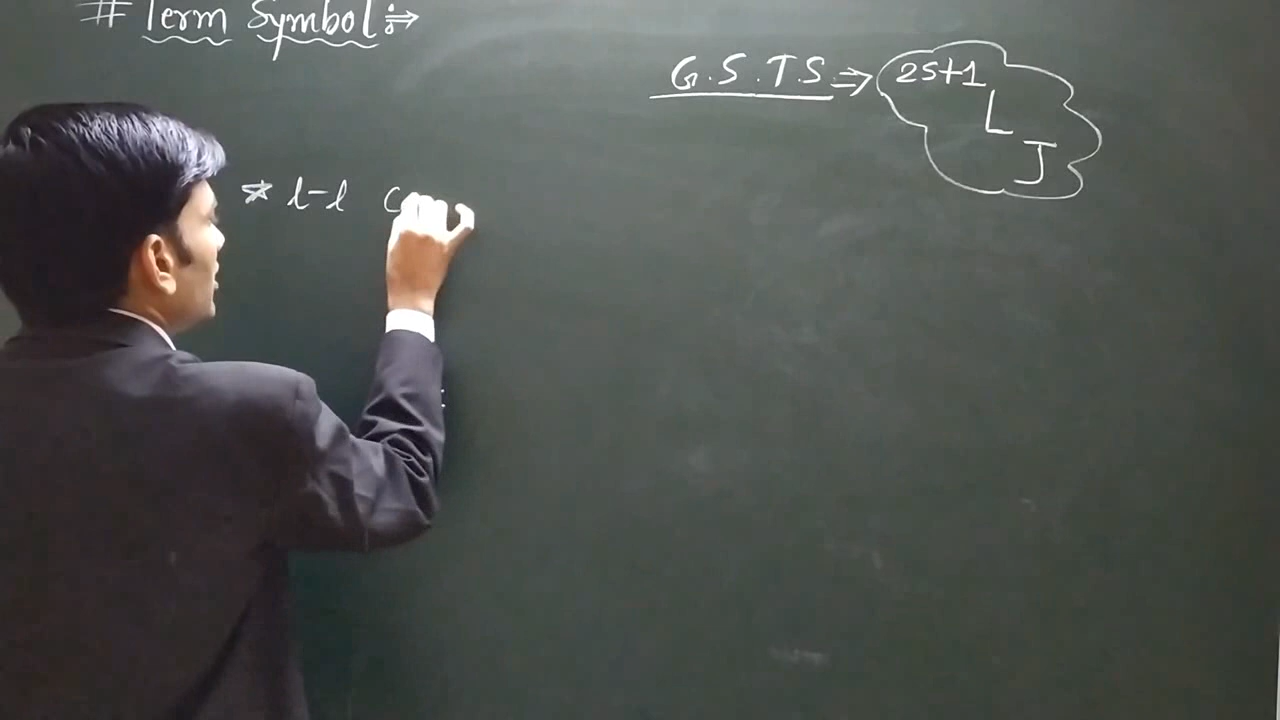 # Term Symbol :⇒
G.S.T.S. ⇒ 2S+1
L
J
* l-l C